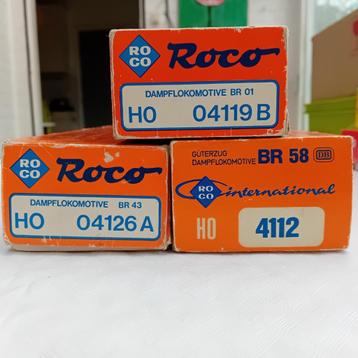 RO
CO
Roco
DAMPFLOKOMOTIVE BR 01
HO 04119 B
RO
CO
Roco
DAMPFLOKOMOTIVE BR 43
HO 04126 A
GÜTERZUG
DAMPFLOKOMOTIVE BR 58 DB
RO
CO
international
HO 4112